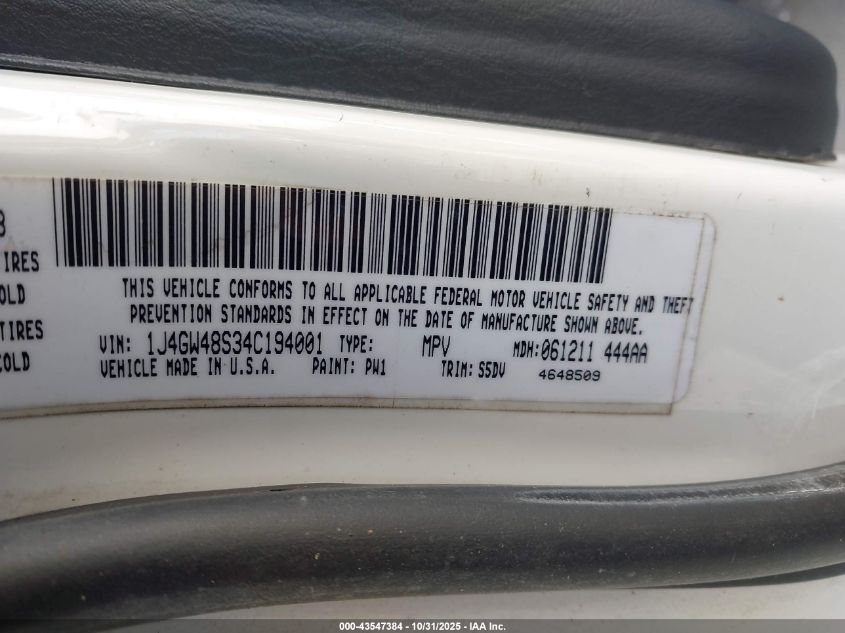 8
TIRES
COLD
TIRES
COLD
THIS VEHICLE CONFORMS TO ALL APPLICABLE FEDERAL MOTOR VEHICLE SAFETY AND THEFT
PREVENTION STANDARDS IN EFFECT ON THE DATE OF MANUFACTURE SHOWN ABOVE.
VIN: 1J4GW48S34C194001 TYPE: MPV MDH:061211 444AA
VEHICLE MADE IN U.S.A. PAINT: PW1 TRIM: S5DV 4648509
000-43547384 | 10/31/2025 - IAA Inc.